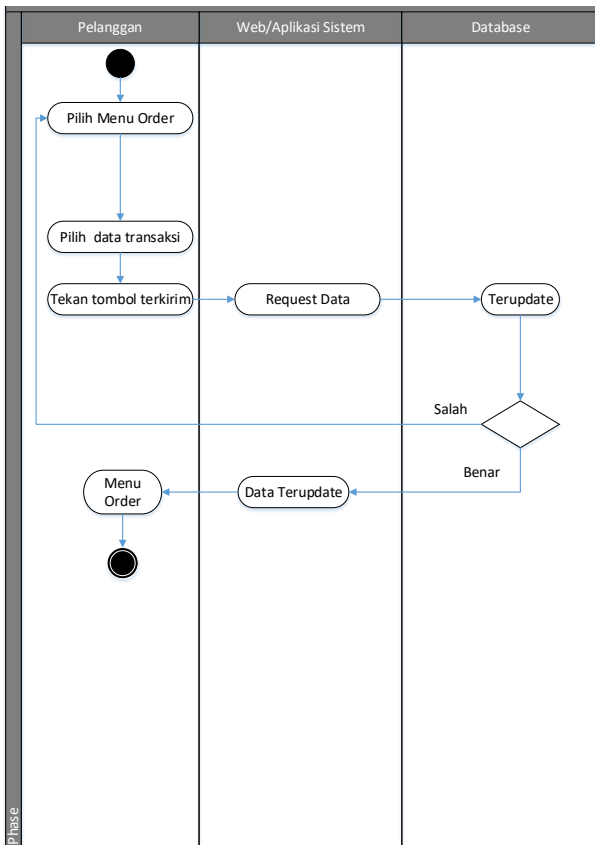 Pelanggan
Web/Aplikasi Sistem
Database
Pilih Menu Order
Pilih data transaksi
Tekan tombol terkirim
Request Data
Terupdate
Salah
Benar
Menu
Order
Data Terupdate
Phase